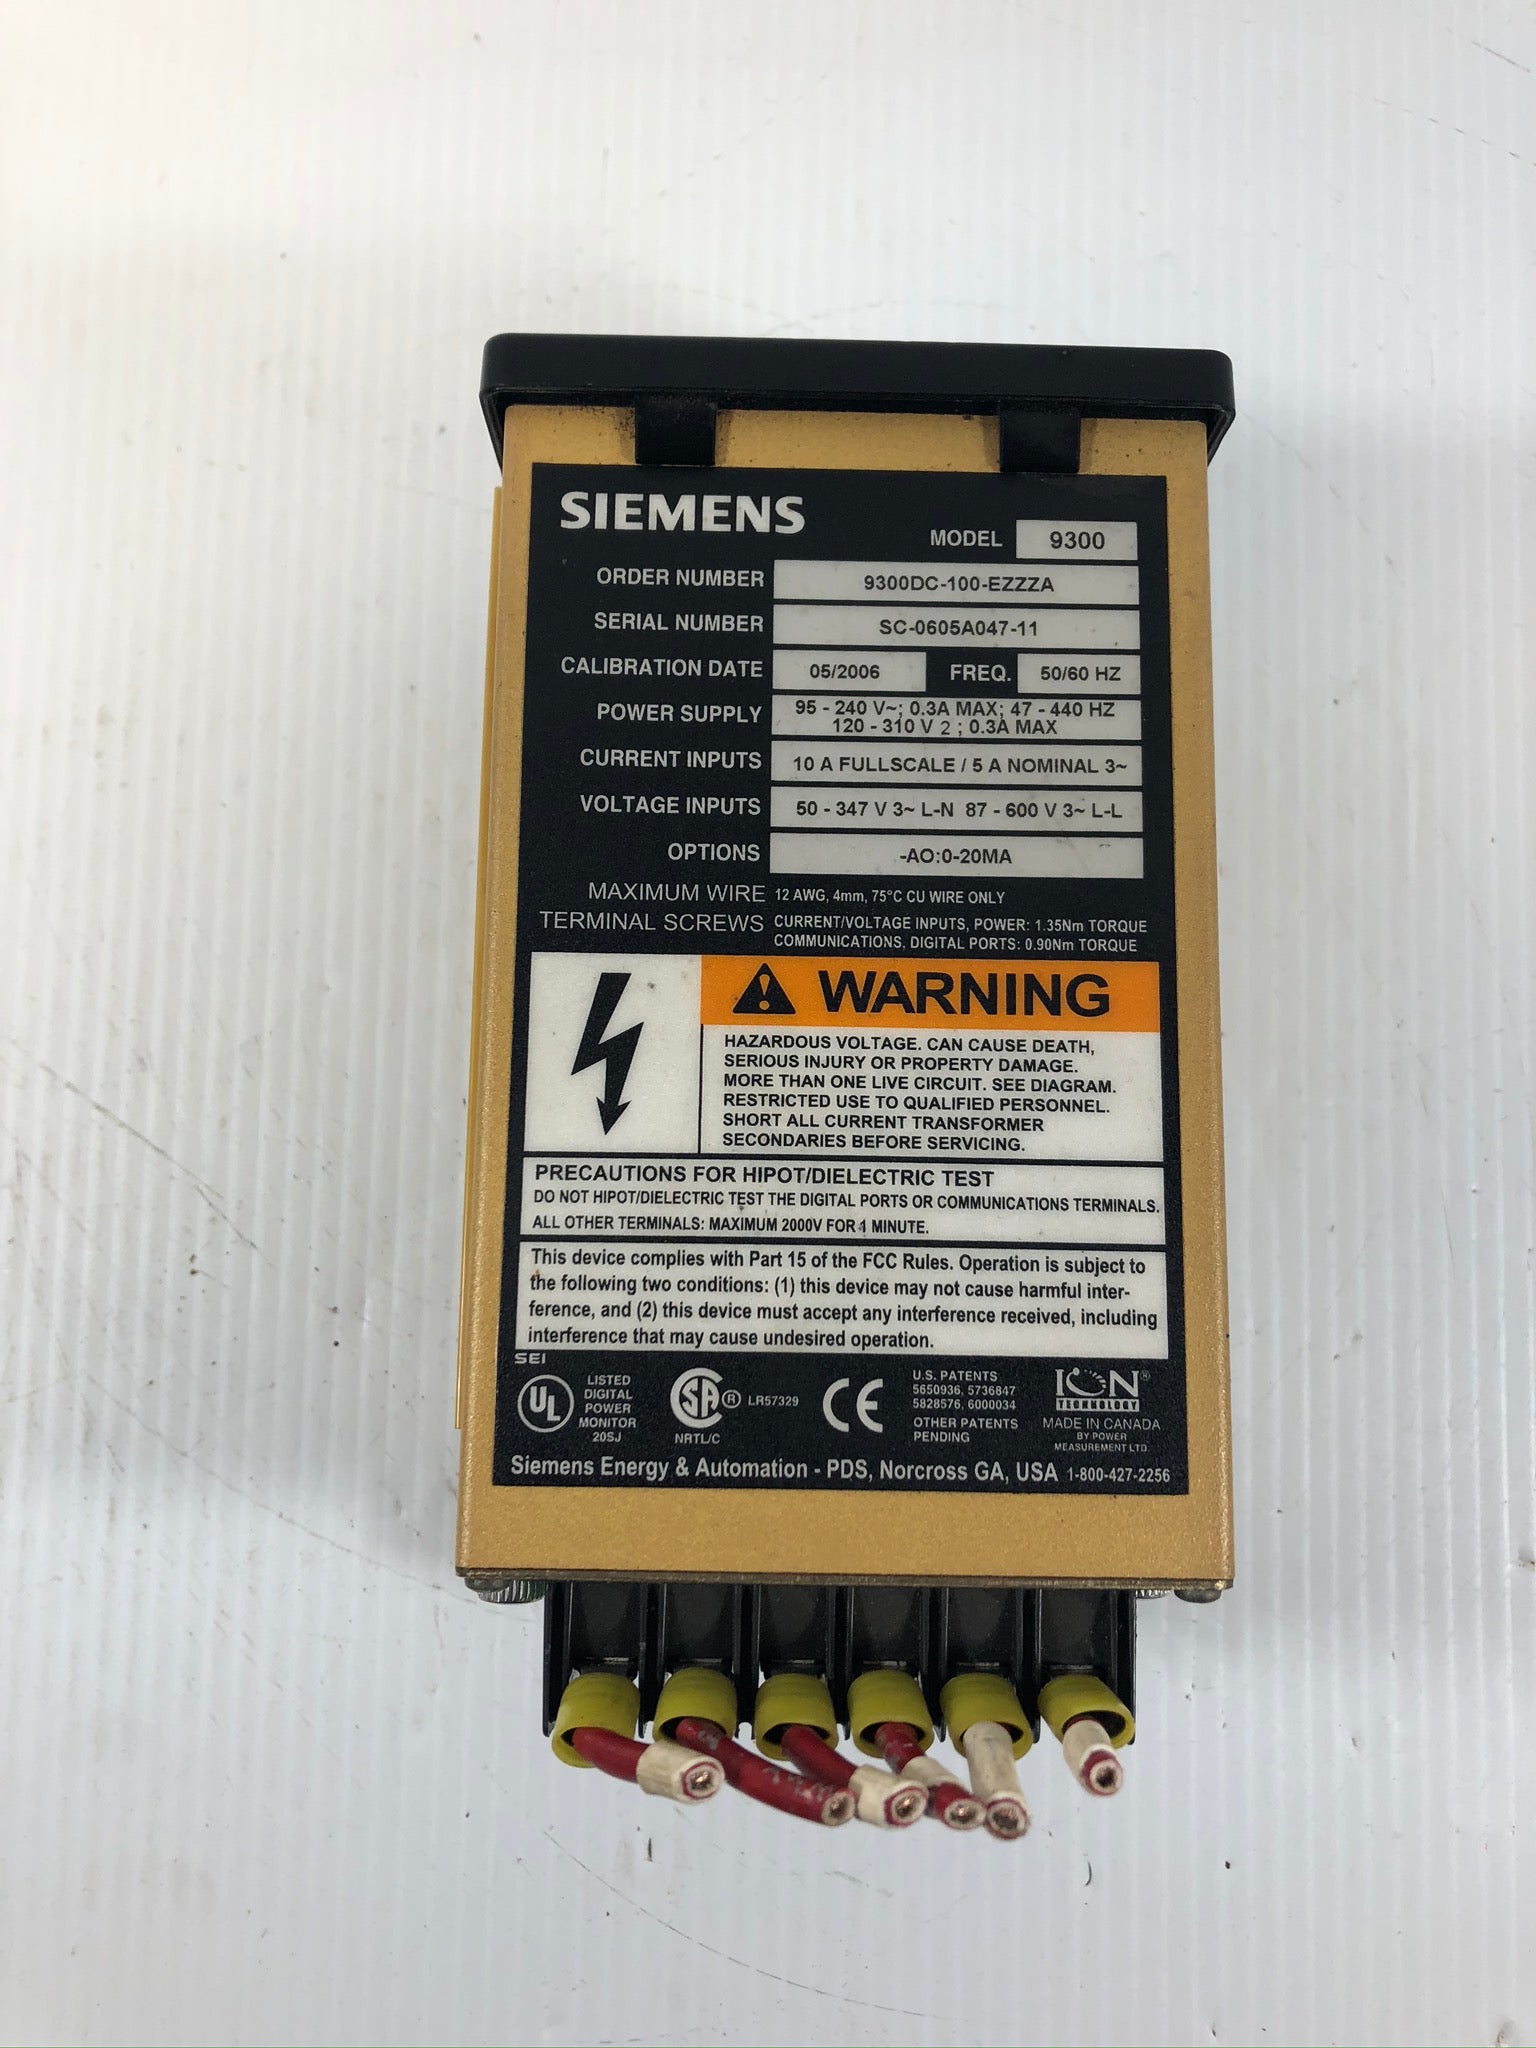 SIEMENS
MODEL 9300
ORDER NUMBER 9300DC-100-EZZZA
SERIAL NUMBER SC-0605A047-11
CALIBRATION DATE 05/2006 FREQ. 50/60 HZ
POWER SUPPLY 95 - 240 V~; 0.3A MAX; 47 - 440 HZ
120 - 310 V 2 ; 0.3A MAX
CURRENT INPUTS 10 A FULLSCALE / 5 A NOMINAL 3~
VOLTAGE INPUTS 50 - 347 V 3~ L-N 87 - 600 V 3~ L-L
OPTIONS -AO:0-20MA
MAXIMUM WIRE 12 AWG, 4mm, 75°C CU WIRE ONLY
TERMINAL SCREWS CURRENT/VOLTAGE INPUTS, POWER: 1.35Nm TORQUE
COMMUNICATIONS, DIGITAL PORTS: 0.90Nm TORQUE
WARNING
HAZARDOUS VOLTAGE. CAN CAUSE DEATH,
SERIOUS INJURY OR PROPERTY DAMAGE.
MORE THAN ONE LIVE CIRCUIT. SEE DIAGRAM.
RESTRICTED USE TO QUALIFIED PERSONNEL.
SHORT ALL CURRENT TRANSFORMER
SECONDARIES BEFORE SERVICING.
PRECAUTIONS FOR HIPOT/DIELECTRIC TEST
DO NOT HIPOT/DIELECTRIC TEST THE DIGITAL PORTS OR COMMUNICATIONS TERMINALS.
ALL OTHER TERMINALS: MAXIMUM 2000V FOR 1 MINUTE.
This device complies with Part 15 of the FCC Rules. Operation is subject to
the following two conditions: (1) this device may not cause harmful inter-
ference, and (2) this device must accept any interference received, including
interference that may cause undesired operation.
SEI
UL
LISTED
DIGITAL
POWER
MONITOR
20SJ
SA ® LR57329
NRTL/C
CE
U.S. PATENTS
5650936, 5736847
5828576, 6000034
OTHER PATENTS
PENDING
ION®
TECHNOLOGY
MADE IN CANADA
BY POWER
MEASUREMENT LTD.
Siemens Energy & Automation - PDS, Norcross GA, USA 1-800-427-2256